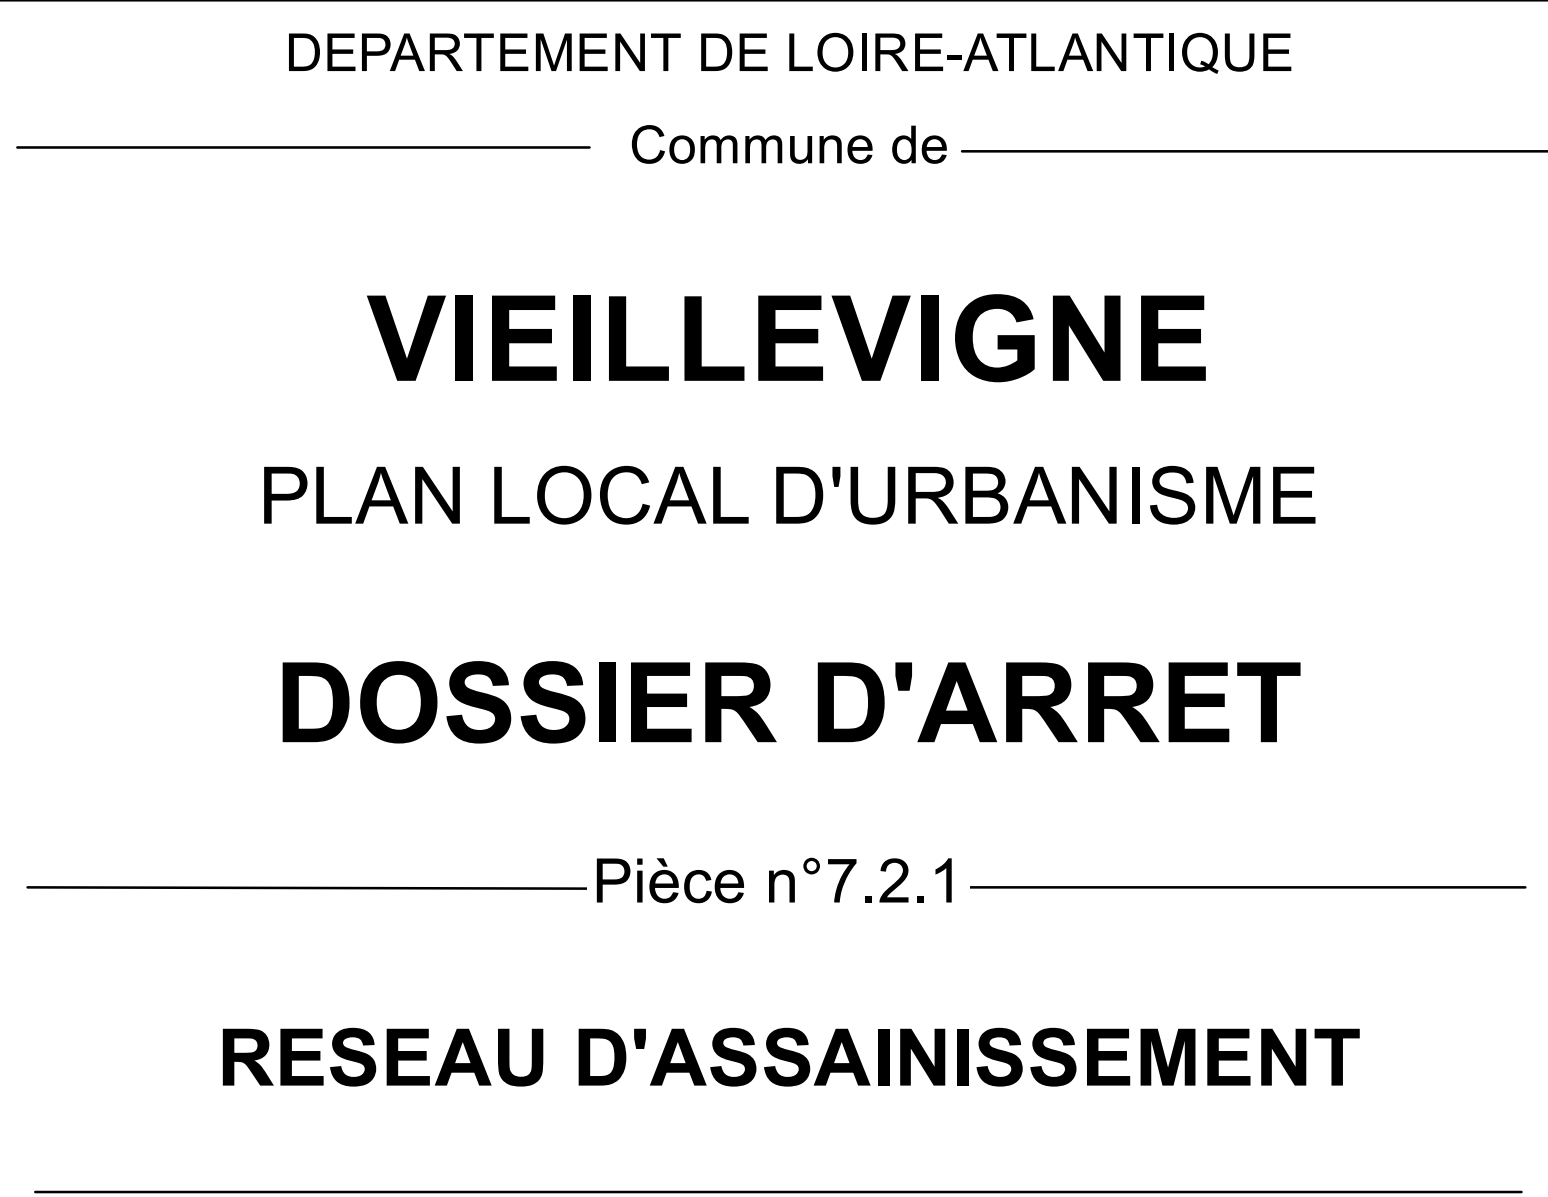 DEPARTEMENT DE LOIRE-ATLANTIQUE
Commune de
VIEILLEVIGNE
PLAN LOCAL D'URBANISME
DOSSIER D'ARRET
Pièce n°7.2.1
RESEAU D'ASSAINISSEMENT